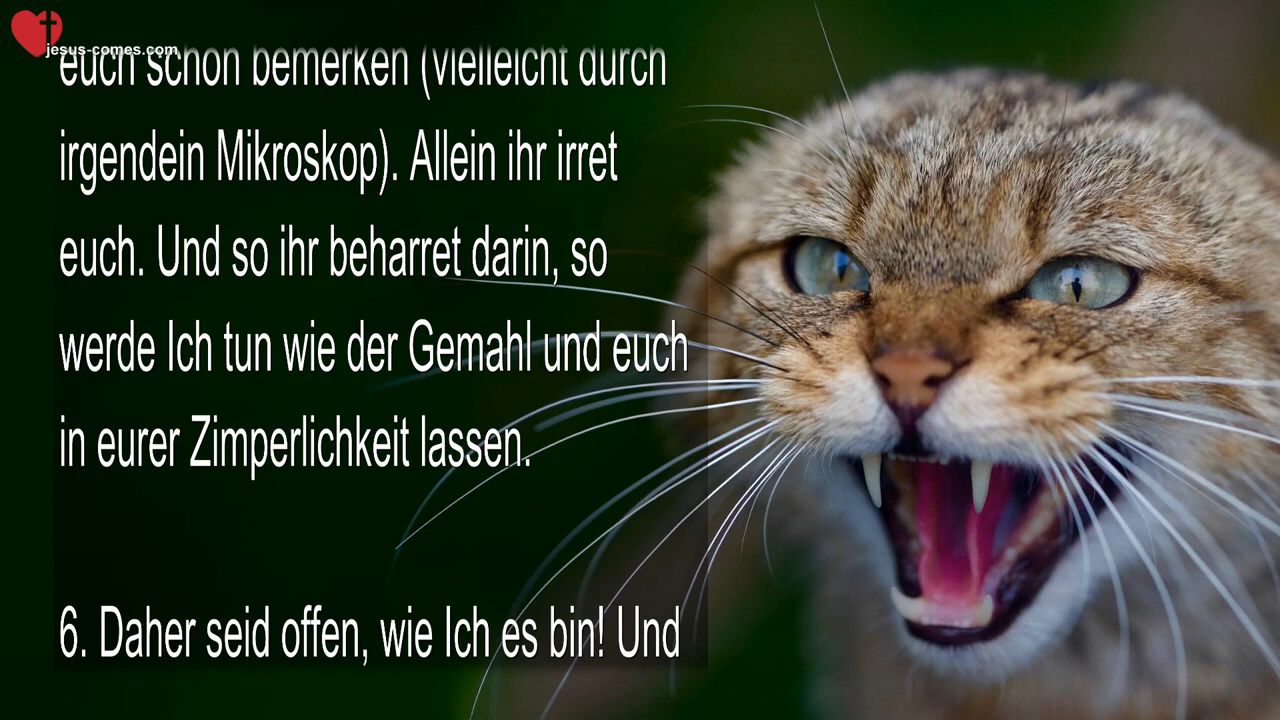 jesus-comes.com
euch schon bemerken (vielleicht durch
irgendein Mikroskop). Allein ihr irret
euch. Und so ihr beharret darin, so
werde Ich tun wie der Gemahl und euch
in eurer Zimperlichkeit lassen.
6. Daher seid offen, wie Ich es bin! Und